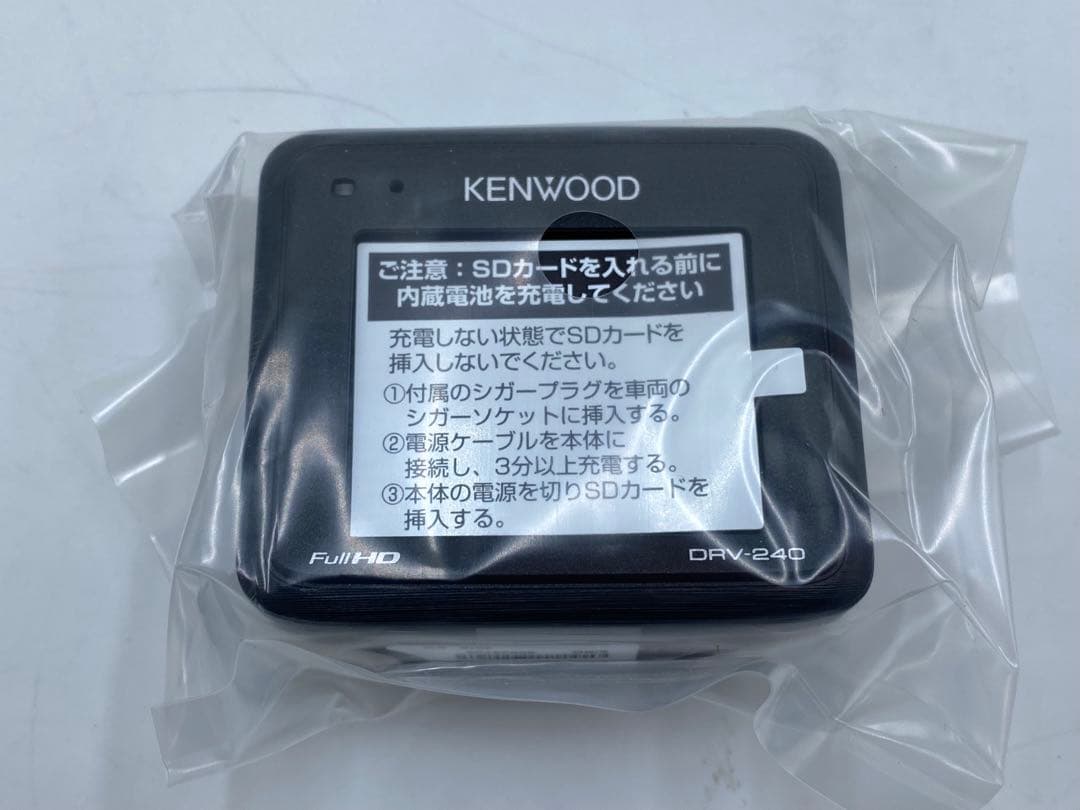 KENWOOD
ご注意：SDカードを入れる前に
内蔵電池を充電してください
充電しない状態でSDカードを
挿入しないでください。
①付属のシガープラグを車両の
シガーソケットに挿入する。
②電源ケーブルを本体に
接続し、3分以上充電する。
③本体の電源を切りSDカードを
挿入する。
Full HD
DRV-240